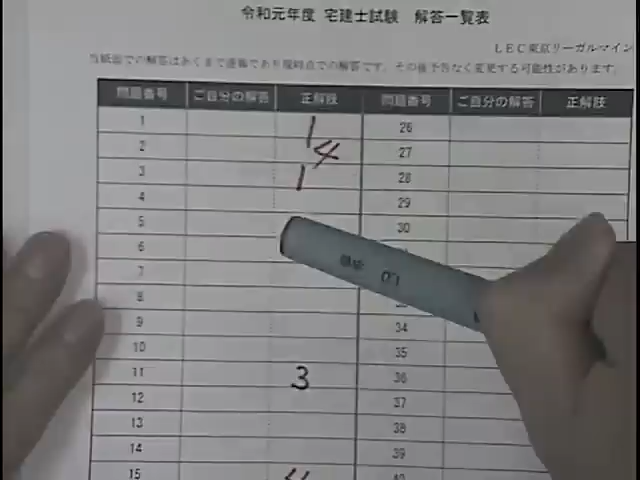 令和元年度 宅建士試験 解答一覧表
LEC東京リーガルマイン
当紙面での解答はあくまで速報であり現時点での解答です。その後予告なく変更する可能性があります。
問題番号 ご自分の解答 正解肢 問題番号 ご自分の解答 正解肢
1 1 26
2 4 27
3 1 28
4 29
5 30
6
7
8
9 34
10 35
11 3 36
12 37
13 38
14 39
15 4 40